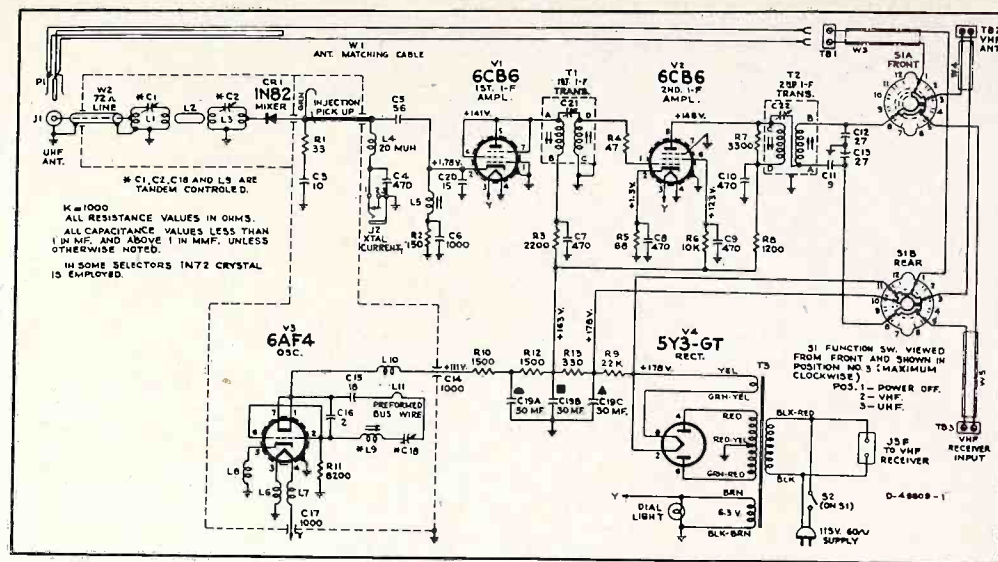 W1
ANT. MATCHING CABLE
TB1
W3
TB2
VHF
ANT.
S1A
FRONT
W4
W5
P1
J1
UHF
ANT.
W2
72Ω
LINE
*C1
L1
L2
*C2
L3
CR1
1N82
MIXER
GRN
INJECTION
PICK UP
R1
33
C3
10
L4
20 MUH
C4
470
J2
XTAL
CURRENT
C5
56
+1.78V.
C20
15
L5
R2
150
C6
1000
V1
6CB6
1ST. I-F
AMPL.
+141V.
T1
1ST. I-F
TRANS.
C21
A
D
B
C
R3
2200
C7
470
R4
47
V2
6CB6
2ND. I-F
AMPL.
+148V.
+1.3V.
+123V.
R5
68
C8
470
R6
10K
C9
470
R7
3300
C10
470
R8
1200
T2
2ND I-F
TRANS.
C22
C
B
D
A
C11
9
C12
27
C13
27
*C1, C2, C18 AND L9 ARE
TANDEM CONTROLED.
K=1000
ALL RESISTANCE VALUES IN OHMS.
ALL CAPACITANCE VALUES LESS THAN
1 IN MF. AND ABOVE 1 IN MMF. UNLESS
OTHERWISE NOTED.
IN SOME SELECTORS 1N72 CRYSTAL
IS EMPLOYED.
S1B
REAR
S1 FUNCTION SW. VIEWED
FROM FRONT AND SHOWN IN
POSITION NO. 3 (MAXIMUM
CLOCKWISE)
POS. 1- POWER OFF.
2- VHF.
3- UHF.
TB3
VHF
RECEIVER
INPUT
V3
6AF4
OSC.
L10
C15
18
L11
PREFORMED
BUS WIRE
C16
2
*L9
*C18
R11
8200
L8
L6
L7
C17
1000
Y
+111V.
C14
1000
R10
1500
R12
1500
R13
330
R9
22K
+163V.
+178V.
+178V.
C19A
30 MF.
C19B
30 MF.
C19C
30 MF.
V4
5Y3-GT
RECT.
T3
YEL
GRH-YEL
RED
RED-YEL
GRH-RED
BRN
6.3 V.
BLK-BRN
Y
DIAL
LIGHT
BLK-RED
BLK
J3F
TO VHF
RECEIVER
S2
(ON S1)
D-49609-1
115V. 60∿
SUPPLY